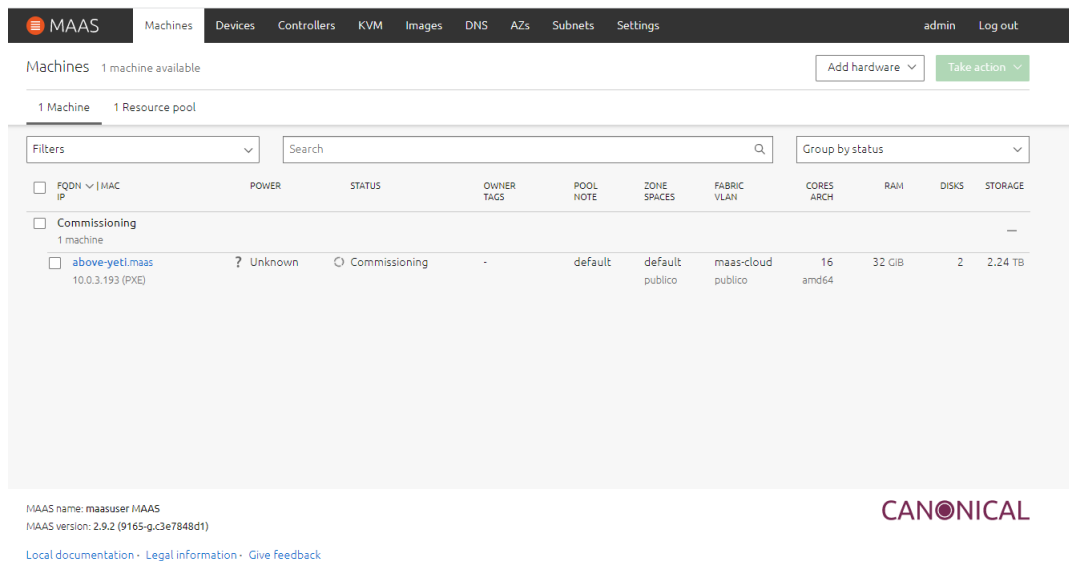 MAAS Machines Devices Controllers KVM Images DNS AZs Subnets Settings admin Log out
Machines 1 machine available Add hardware Take action
1 Machine 1 Resource pool
Filters Search Group by status
FQDN | MAC POWER STATUS OWNER POOL ZONE FABRIC CORES RAM DISKS STORAGE
IP TAGS NOTE SPACES VLAN ARCH
Commissioning
1 machine
above-yeti.maas ? Unknown Commissioning - default default maas-cloud 16 32 GIB 2 2.24 TB
10.0.3.193 (PXE) publico publico amd64
MAAS name: maasuser MAAS
MAAS version: 2.9.2 (9165-g.c3e7848d1)
CANONICAL
Local documentation · Legal information · Give feedback